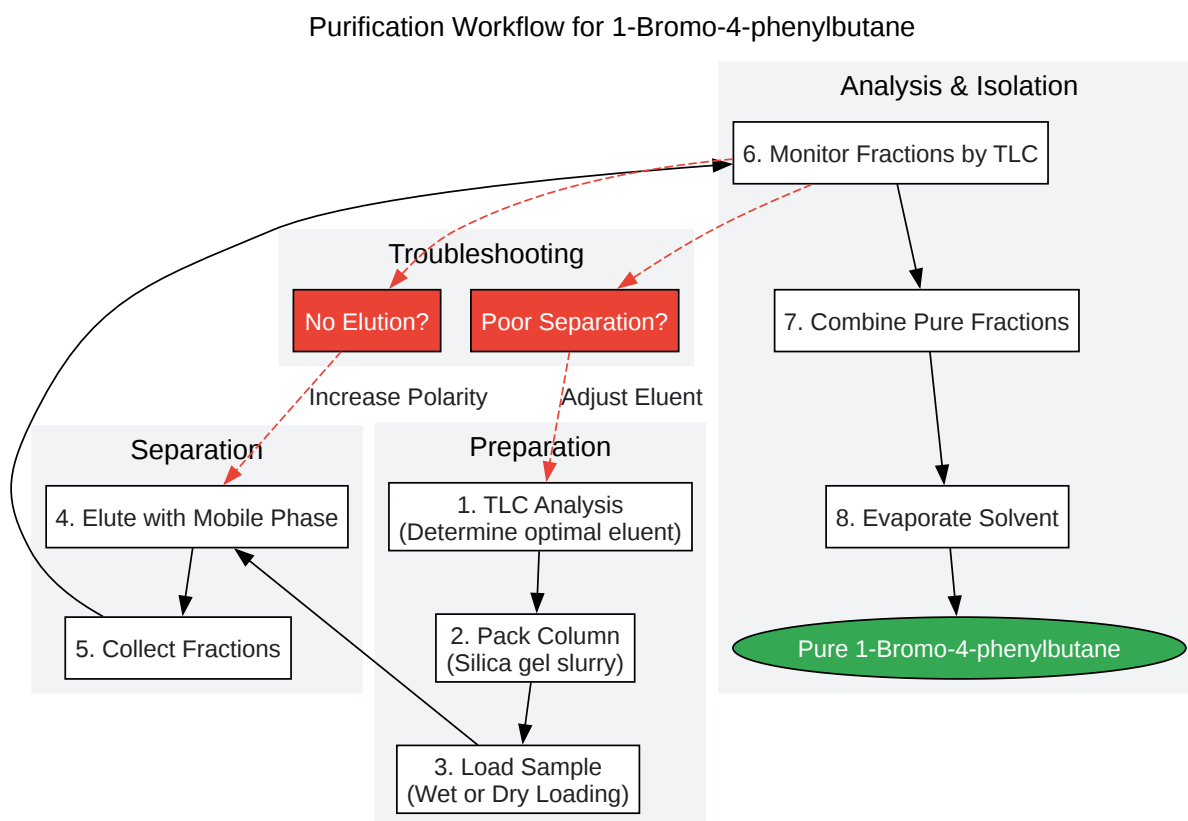 Purification Workflow for 1-Bromo-4-phenylbutane
Analysis & Isolation
6. Monitor Fractions by TLC
Troubleshooting
No Elution?
Poor Separation?
7. Combine Pure Fractions
Increase Polarity
Adjust Eluent
Separation
Preparation
4. Elute with Mobile Phase
1. TLC Analysis
(Determine optimal eluent)
8. Evaporate Solvent
5. Collect Fractions
2. Pack Column
(Silica gel slurry)
Pure 1-Bromo-4-phenylbutane
3. Load Sample
(Wet or Dry Loading)